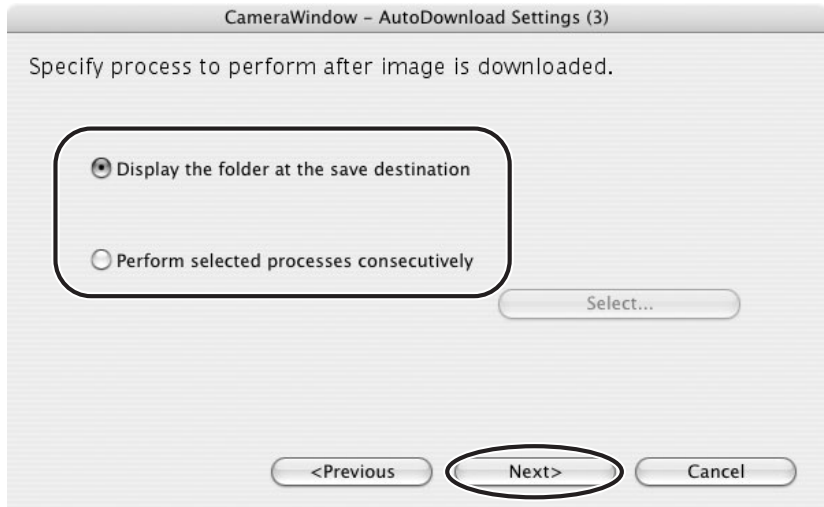 CameraWindow – AutoDownload Settings (3)
Specify process to perform after image is downloaded.
Display the folder at the save destination
Perform selected processes consecutively
Select...
<Previous
Next>
Cancel